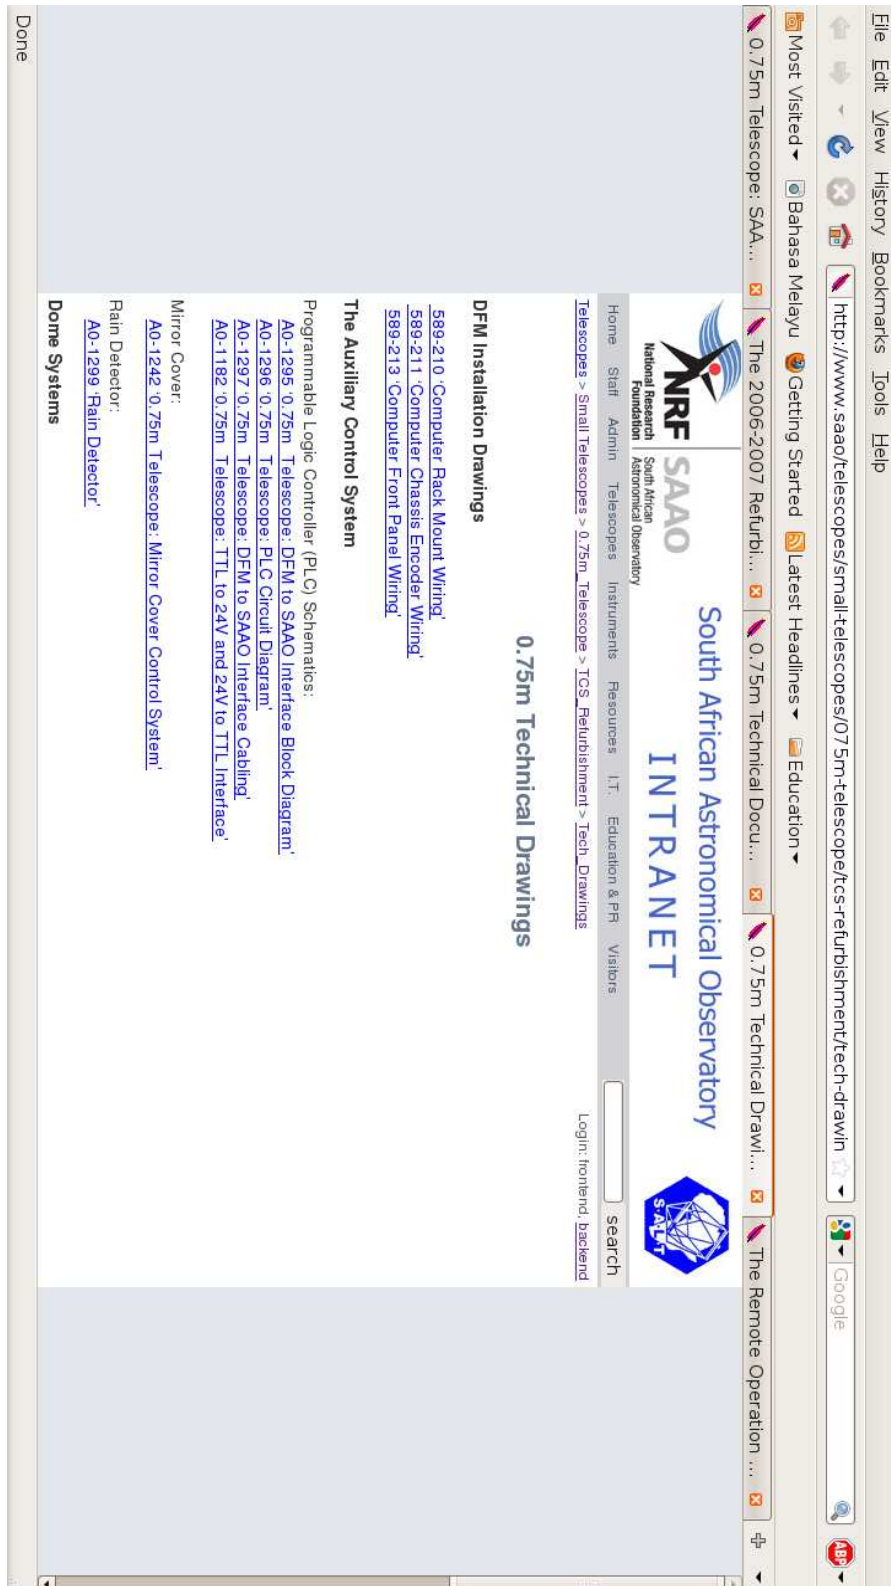 File Edit View History Bookmarks Tools Help
http://www.saao/telescopes/small-telescopes/075m-telescope/tcs-refurbishment/tech-drawin
Google
ABP
Most Visited Bahasa Melayu Getting Started Latest Headlines Education
0.75m Telescope: SAA... The 2006-2007 Refurbi... 0.75m Technical Docu... 0.75m Technical Drawi... The Remote Operation ...
NRF SAAO
National Research Foundation
South African Astronomical Observatory
South African Astronomical Observatory
INTRANET
S·A·L·T
Home Staff Admin Telescopes Instruments Resources I.T. Education & PR Visitors search
Telescopes > Small Telescopes > 0.75m_Telescope > TCS_Refurbishment > Tech_Drawings Login: frontend, backend
0.75m Technical Drawings
DFM Installation Drawings
589-210 'Computer Rack Mount Wiring'
589-211 'Computer Chassis Encoder Wiring'
589-213 'Computer Front Panel Wiring'
The Auxiliary Control System
Programmable Logic Controller (PLC) Schematics:
A0-1295 '0.75m Telescope: DFM to SAAO Interface Block Diagram'
A0-1296 '0.75m Telescope: PLC Circuit Diagram'
A0-1297 '0.75m Telescope: DFM to SAAO Interface Cabling'
A0-1182 '0.75m Telescope: TTL to 24V and 24V to TTL Interface'
Mirror Cover:
A0-1242 '0.75m Telescope: Mirror Cover Control System'
Rain Detector:
A0-1299 'Rain Detector'
Dome Systems
Done